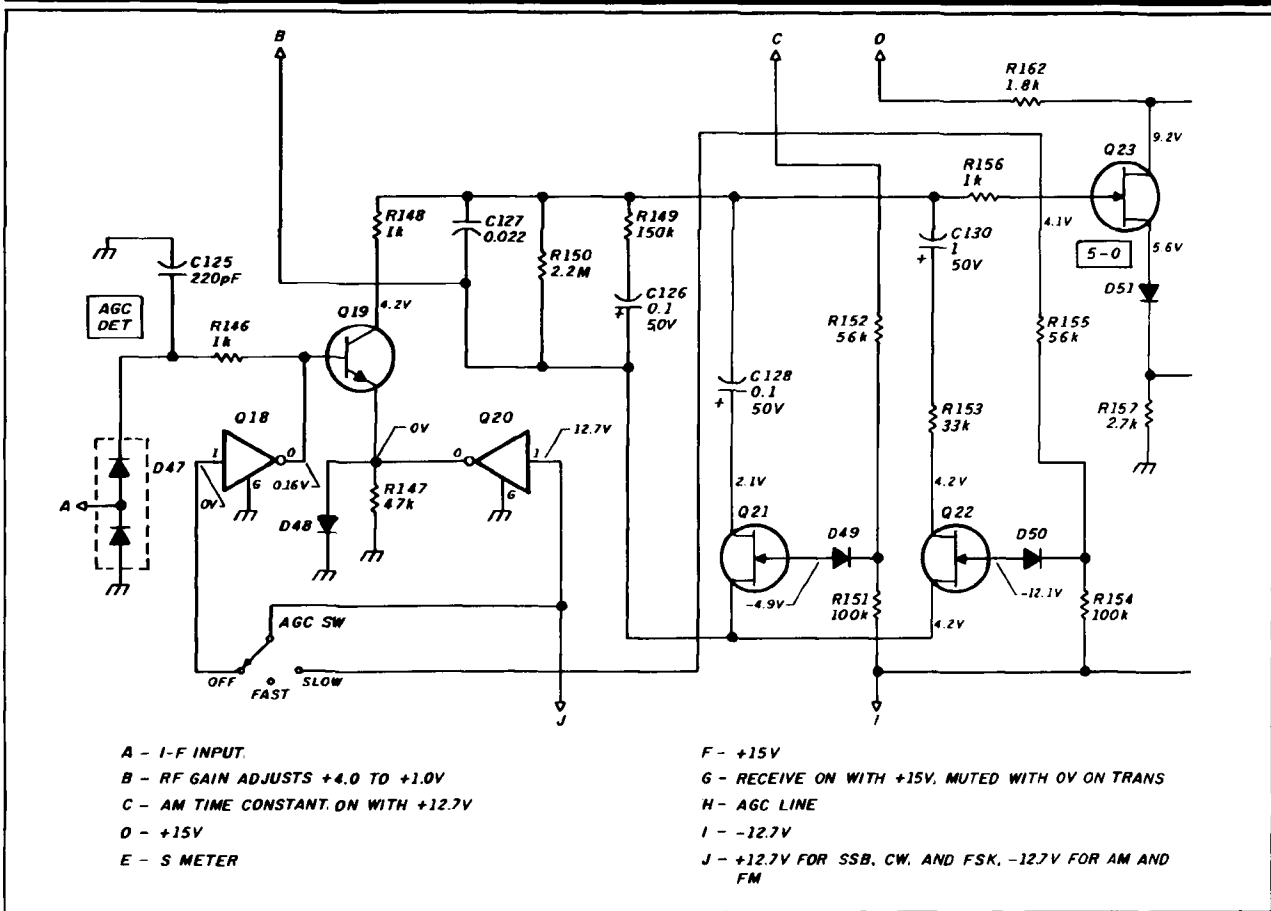 B
C
D
R162
1.8k
9.2V
Q23
R156
1k
4.1V
5-0
5.6V
D51
R157
2.7k
R148
1k
C127
0.022
R150
2.2M
R149
150k
C126
0.1
50V
+
C130
1
50V
+
R152
56k
R155
56k
C125
220pF
AGC
DET
R146
1k
Q19
4.2V
C128
0.1
50V
+
R153
33k
Q18
I
O
G
0V
0.16V
D47
A
0V
Q20
O
I
G
-12.7V
R147
47k
D48
2.1V
Q21
D49
-4.9V
4.2V
Q22
D50
-12.1V
4.2V
R151
100k
R154
100k
AGC SW
OFF
FAST
SLOW
J
I
A - I-F INPUT.
B - RF GAIN ADJUSTS +4.0 TO +1.0V
C - AM TIME CONSTANT. ON WITH +12.7V
D - +15V
E - S METER
F - +15V
G - RECEIVE ON WITH +15V, MUTED WITH 0V ON TRANS
H - AGC LINE
I - -12.7V
J - +12.7V FOR SSB, CW, AND FSK, -12.7V FOR AM AND
FM